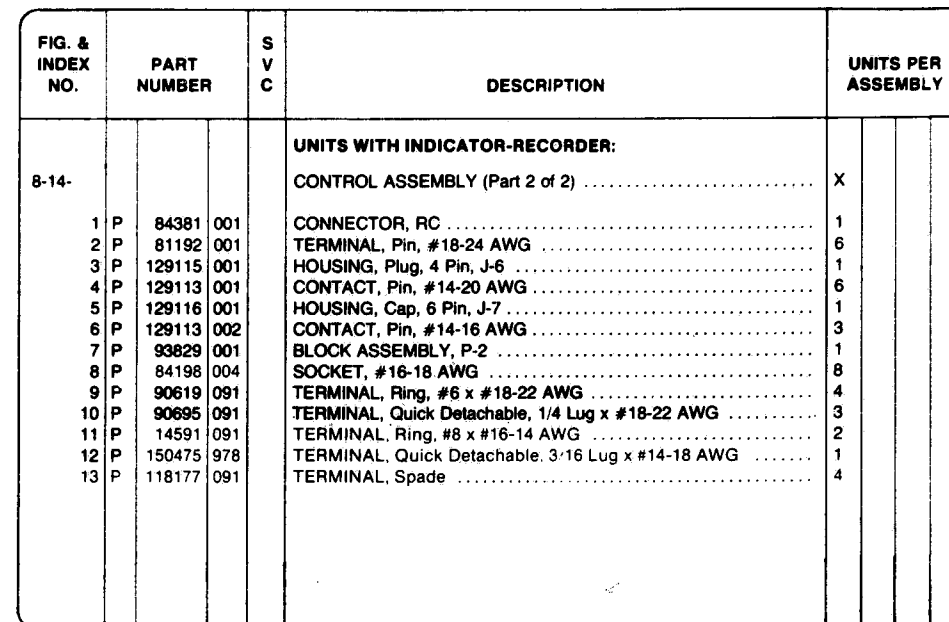 FIG. & INDEX NO. PART NUMBER SVC DESCRIPTION UNITS PER ASSEMBLY
UNITS WITH INDICATOR-RECORDER:
8-14- CONTROL ASSEMBLY (Part 2 of 2) ............................ X
1 P 84381 001 CONNECTOR, RC ............................................ 1
2 P 81192 001 TERMINAL, Pin, #18-24 AWG ................................. 6
3 P 129115 001 HOUSING, Plug, 4 Pin, J-6 ..................................... 1
4 P 129113 001 CONTACT, Pin, #14-20 AWG .................................. 6
5 P 129116 001 HOUSING, Cap, 6 Pin, J-7 ..................................... 1
6 P 129113 002 CONTACT, Pin, #14-16 AWG .................................. 3
7 P 93829 001 BLOCK ASSEMBLY, P-2 ...................................... 1
8 P 84198 004 SOCKET, #16-18 AWG ........................................ 8
9 P 90619 091 TERMINAL, Ring, #6 x #18-22 AWG ........................... 4
10 P 90695 091 TERMINAL, Quick Detachable, 1/4 Lug x #18-22 AWG .......... 3
11 P 14591 091 TERMINAL, Ring, #8 x #16-14 AWG ........................... 2
12 P 150475 978 TERMINAL, Quick Detachable, 3/16 Lug x #14-18 AWG ....... 1
13 P 118177 091 TERMINAL, Spade ........................................... 4